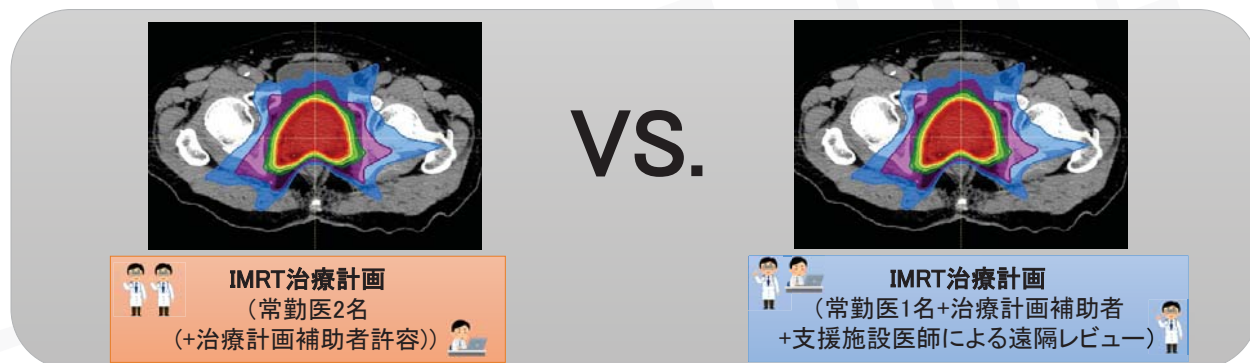 VS.
IMRT治療計画
（常勤医2名
（+治療計画補助者許容））
IMRT治療計画
（常勤医1名+治療計画補助者
+支援施設医師による遠隔レビュー）